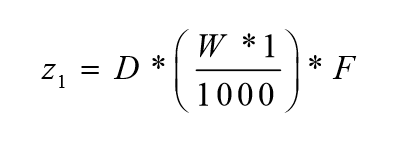 z₁ = D * ( W * 1 / 1000 ) * F